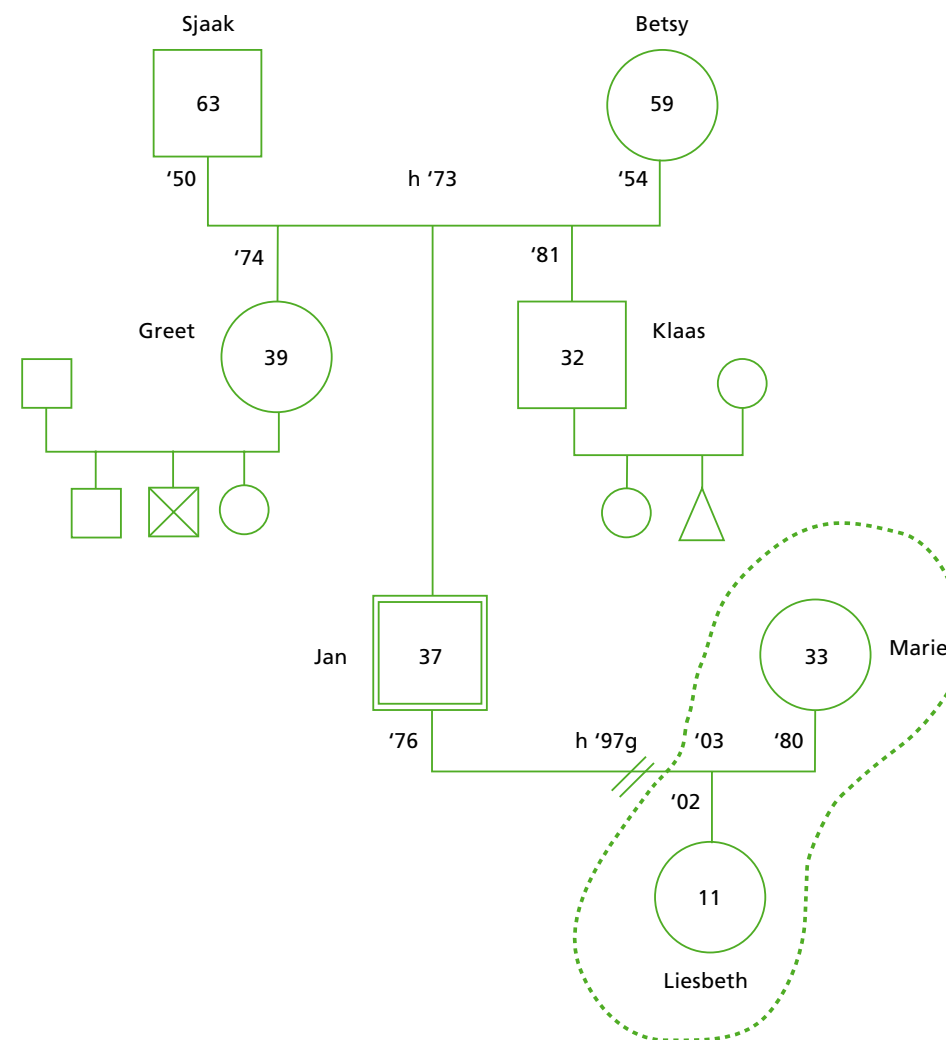 Sjaak
Betsy
63
59
‘50
h ‘73
‘54
‘74
‘81
Greet
39
32
Klaas
Jan
37
33
Marie
‘76
h ‘97g
‘03
‘80
‘02
11
Liesbeth